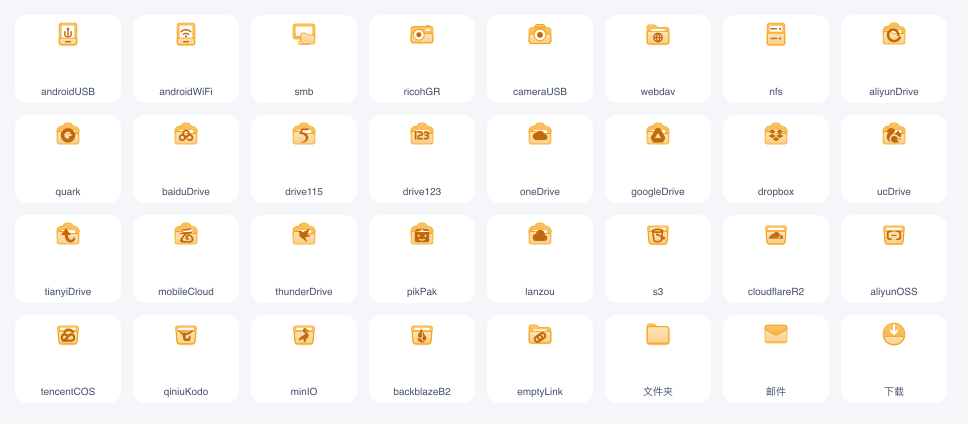 androidUSB androidWiFi smb ricohGR cameraUSB webdav nfs aliyunDrive
123
quark baiduDrive drive115 drive123 oneDrive googleDrive dropbox ucDrive
tianyiDrive mobileCloud thunderDrive pikPak lanzou s3 cloudflareR2 aliyunOSS
tencentCOS qiniuKodo minIO backblazeB2 emptyLink 文件夹 邮件 下载